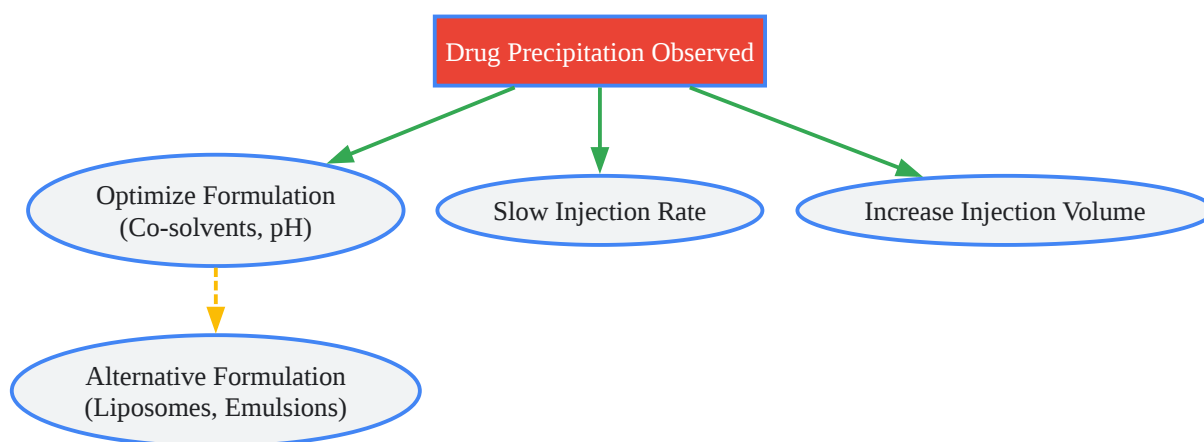 Drug Precipitation Observed
Optimize Formulation
(Co-solvents, pH)
Slow Injection Rate
Increase Injection Volume
Alternative Formulation
(Liposomes, Emulsions)